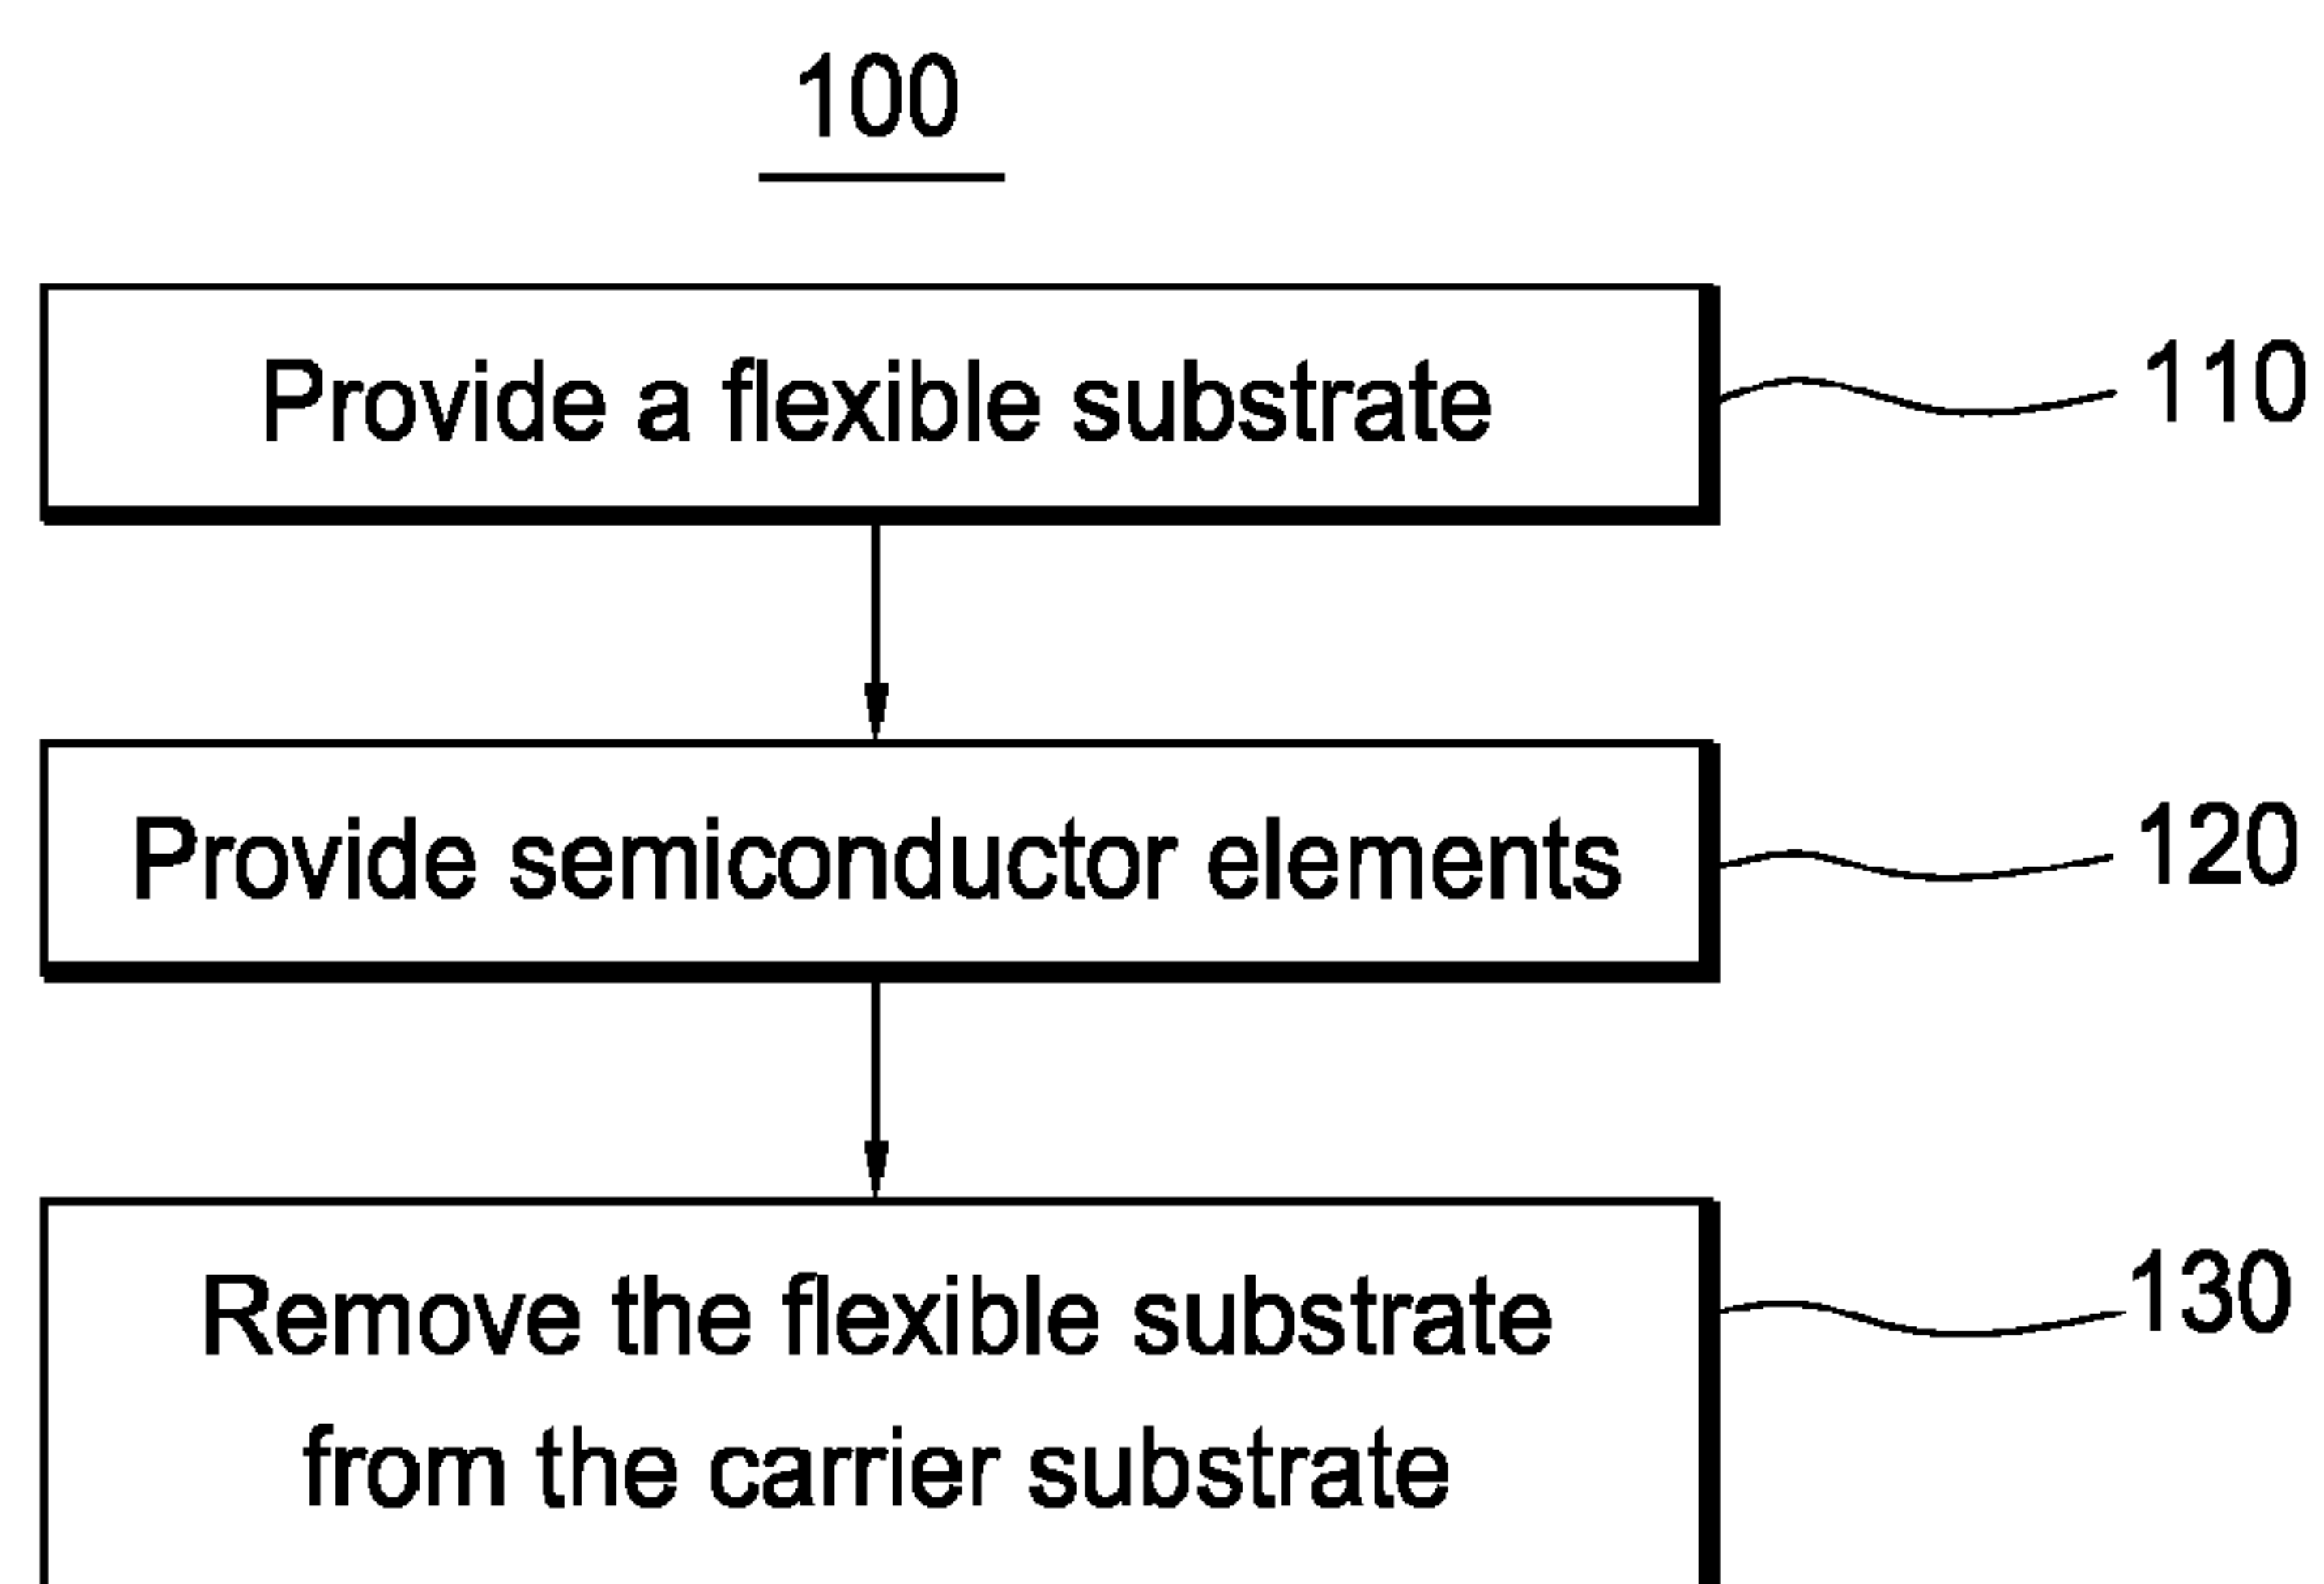 100
Provide a flexible substrate
110
Provide semiconductor elements
120
Remove the flexible substrate
from the carrier substrate
130